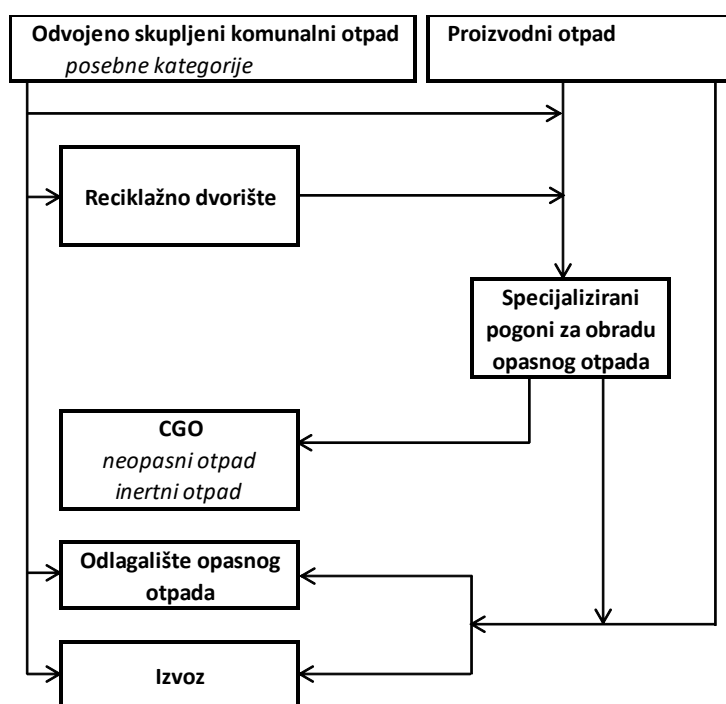 Odvojeno skupljeni komunalni otpad
posebne kategorije
Proizvodni otpad
Reciklažno dvorište
Specijalizirani
pogoni za obradu
opasnog otpada
CGO
neopasni otpad
inertni otpad
Odlagalište opasnog
otpada
Izvoz